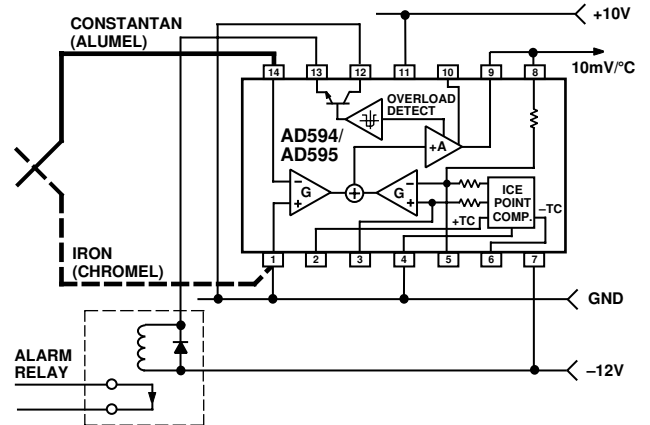 CONSTANTAN
(ALUMEL)
+10V
10mV/°C
14 13 12 11 10 9 8
OVERLOAD
DETECT
AD594/
AD595
+A
–
G
+
–
G
+
ICE
POINT
COMP.
–TC
+TC
IRON
(CHROMEL)
1 2 3 4 5 6 7
GND
ALARM
RELAY
–12V